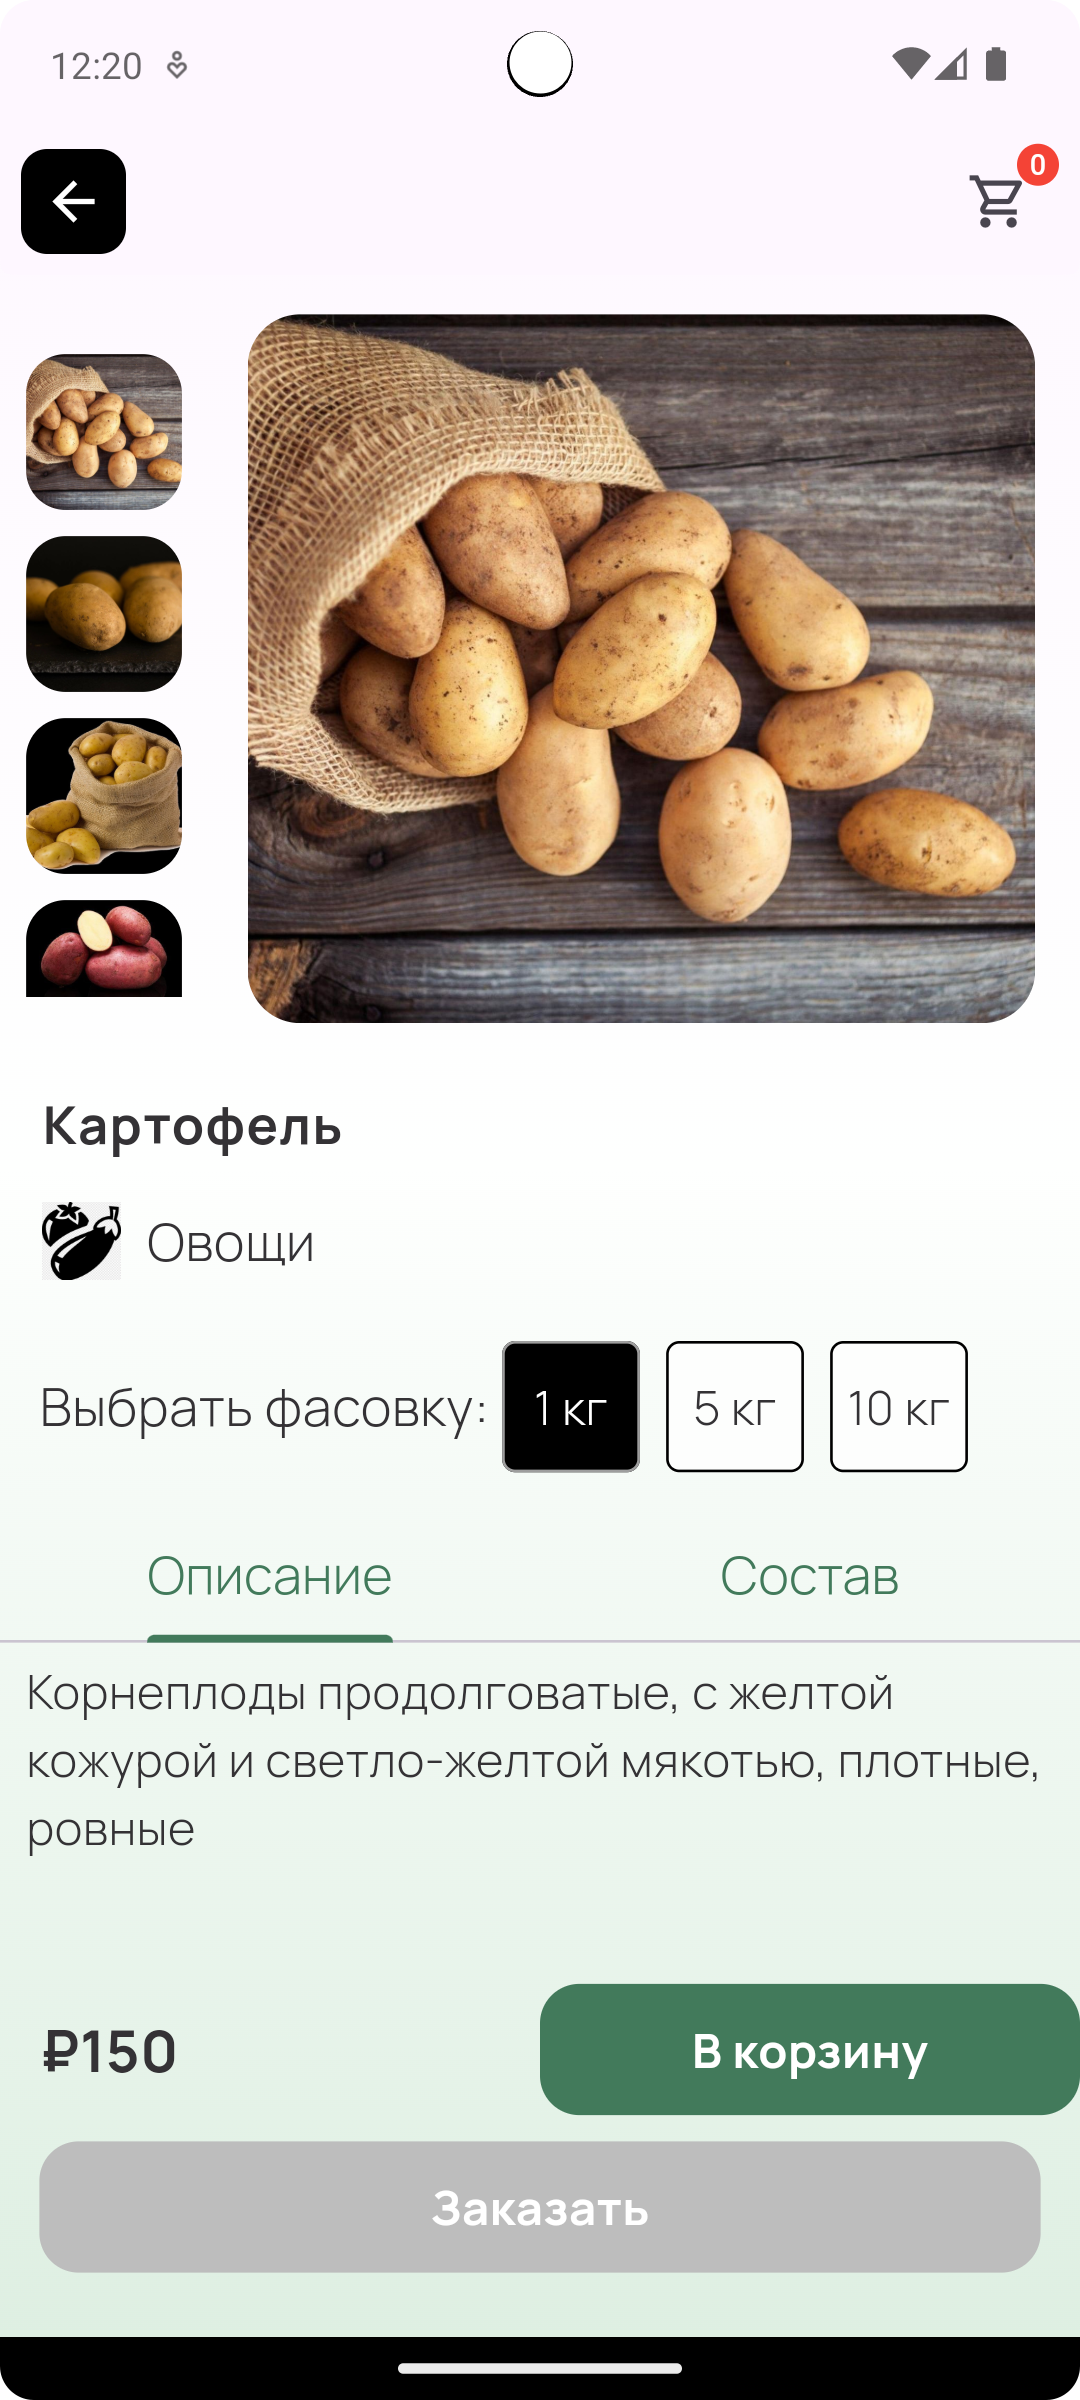 12:20
0
Картофель
Овощи
Выбрать фасовку: 1 кг 5 кг 10 кг
Описание Состав
Корнеплоды продолговатые, с желтой
кожурой и светло-желтой мякотью, плотные,
ровные
₽150 В корзину
Заказать